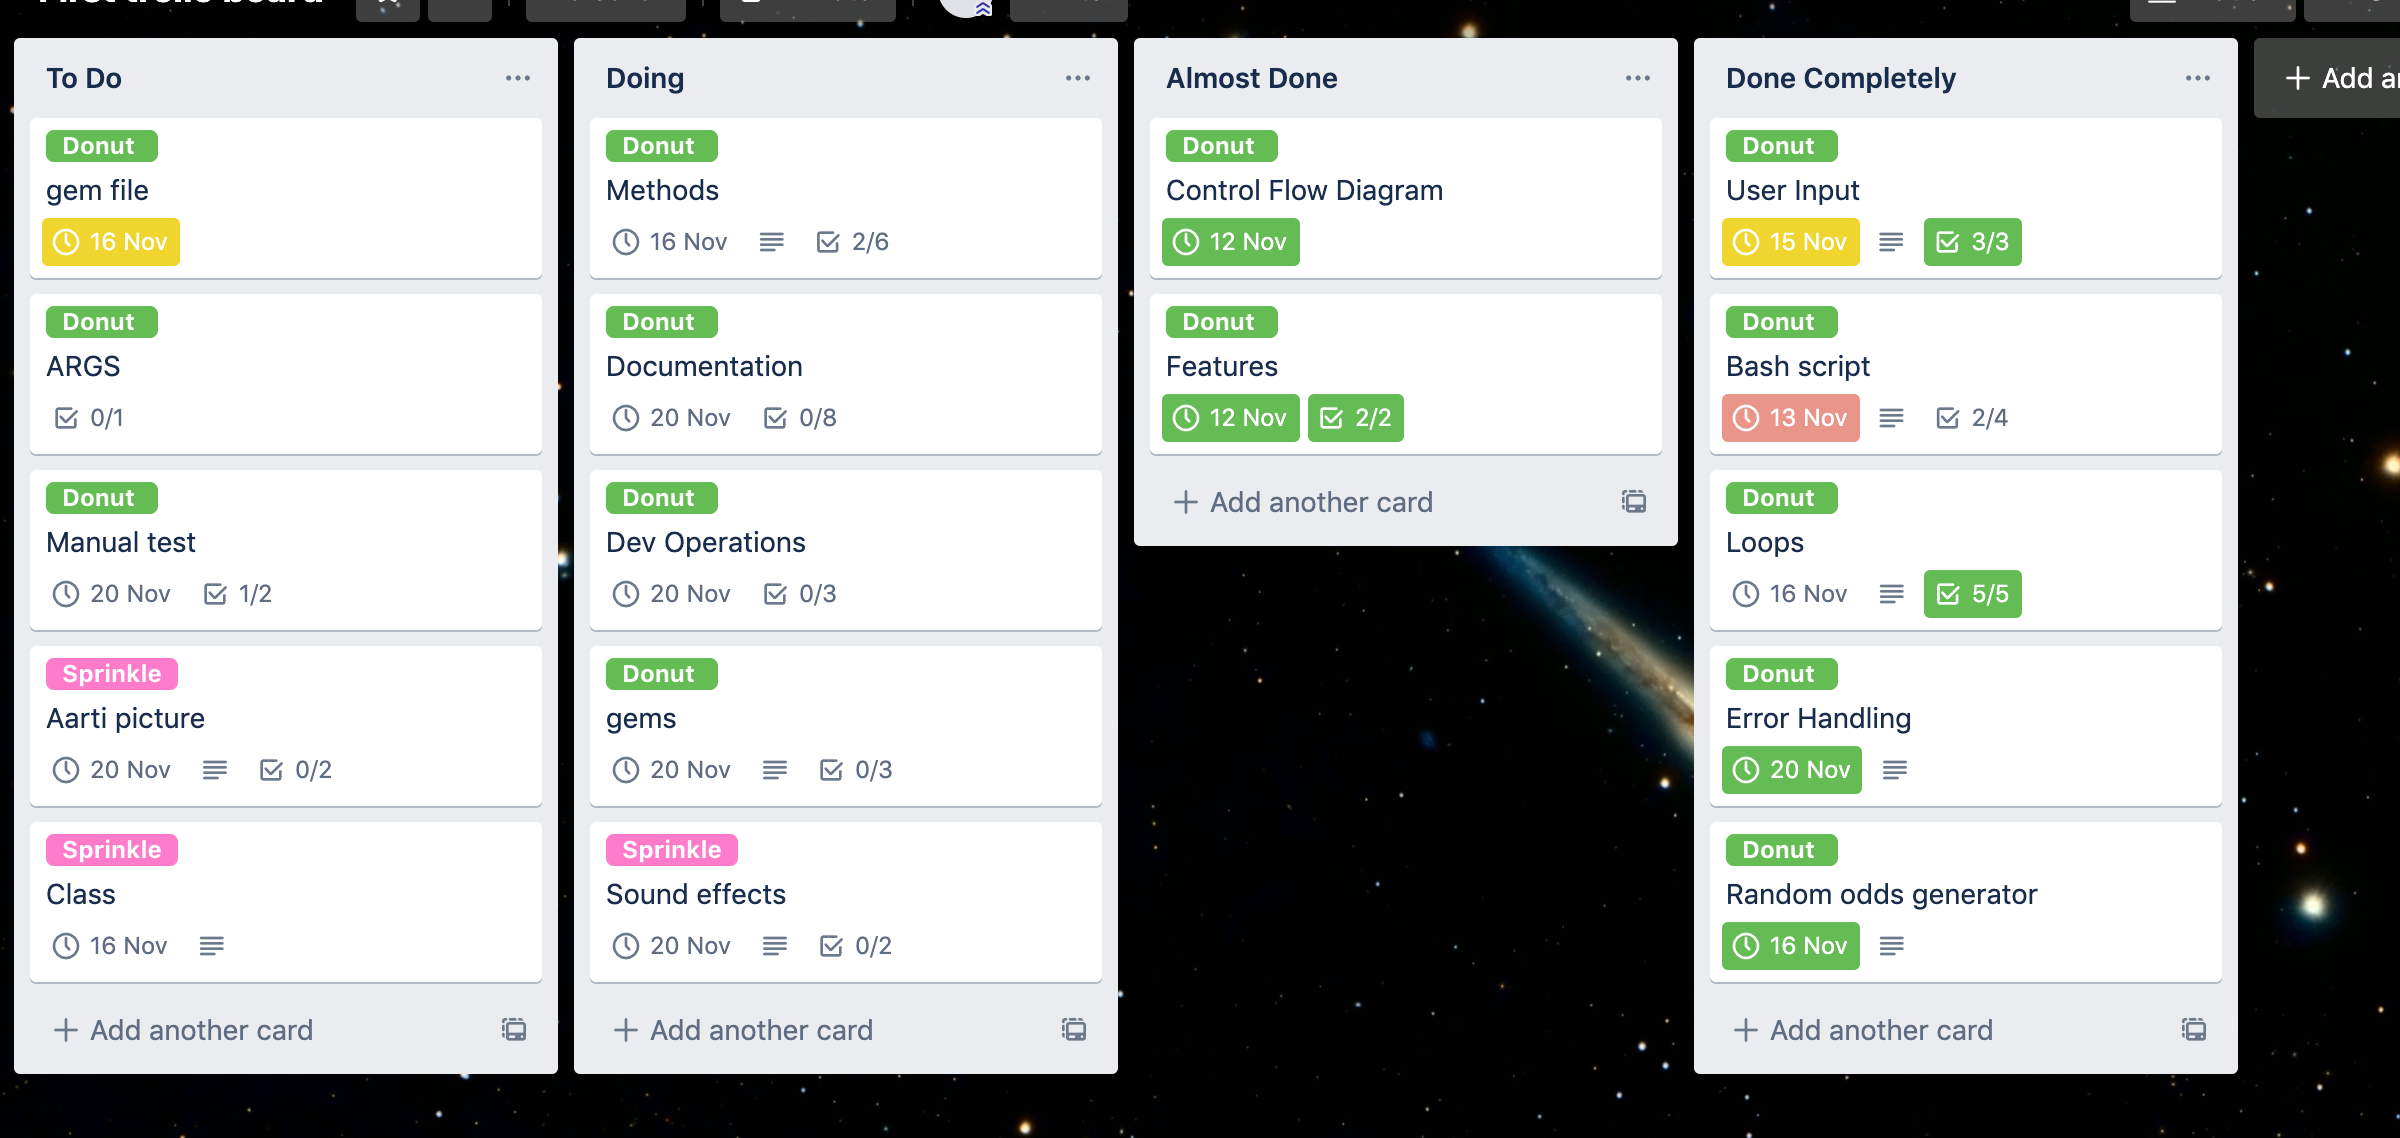 First trello board
To Do
Donut
gem file
16 Nov
Donut
ARGS
0/1
Donut
Manual test
20 Nov 1/2
Sprinkle
Aarti picture
20 Nov 0/2
Sprinkle
Class
16 Nov
+ Add another card
Doing
Donut
Methods
16 Nov 2/6
Donut
Documentation
20 Nov 0/8
Donut
Dev Operations
20 Nov 0/3
Donut
gems
20 Nov 0/3
Sprinkle
Sound effects
20 Nov 0/2
+ Add another card
Almost Done
Donut
Control Flow Diagram
12 Nov
Donut
Features
12 Nov 2/2
+ Add another card
Done Completely
Donut
User Input
15 Nov 3/3
Donut
Bash script
13 Nov 2/4
Donut
Loops
16 Nov 5/5
Donut
Error Handling
20 Nov
Donut
Random odds generator
16 Nov
+ Add another card
+ Add